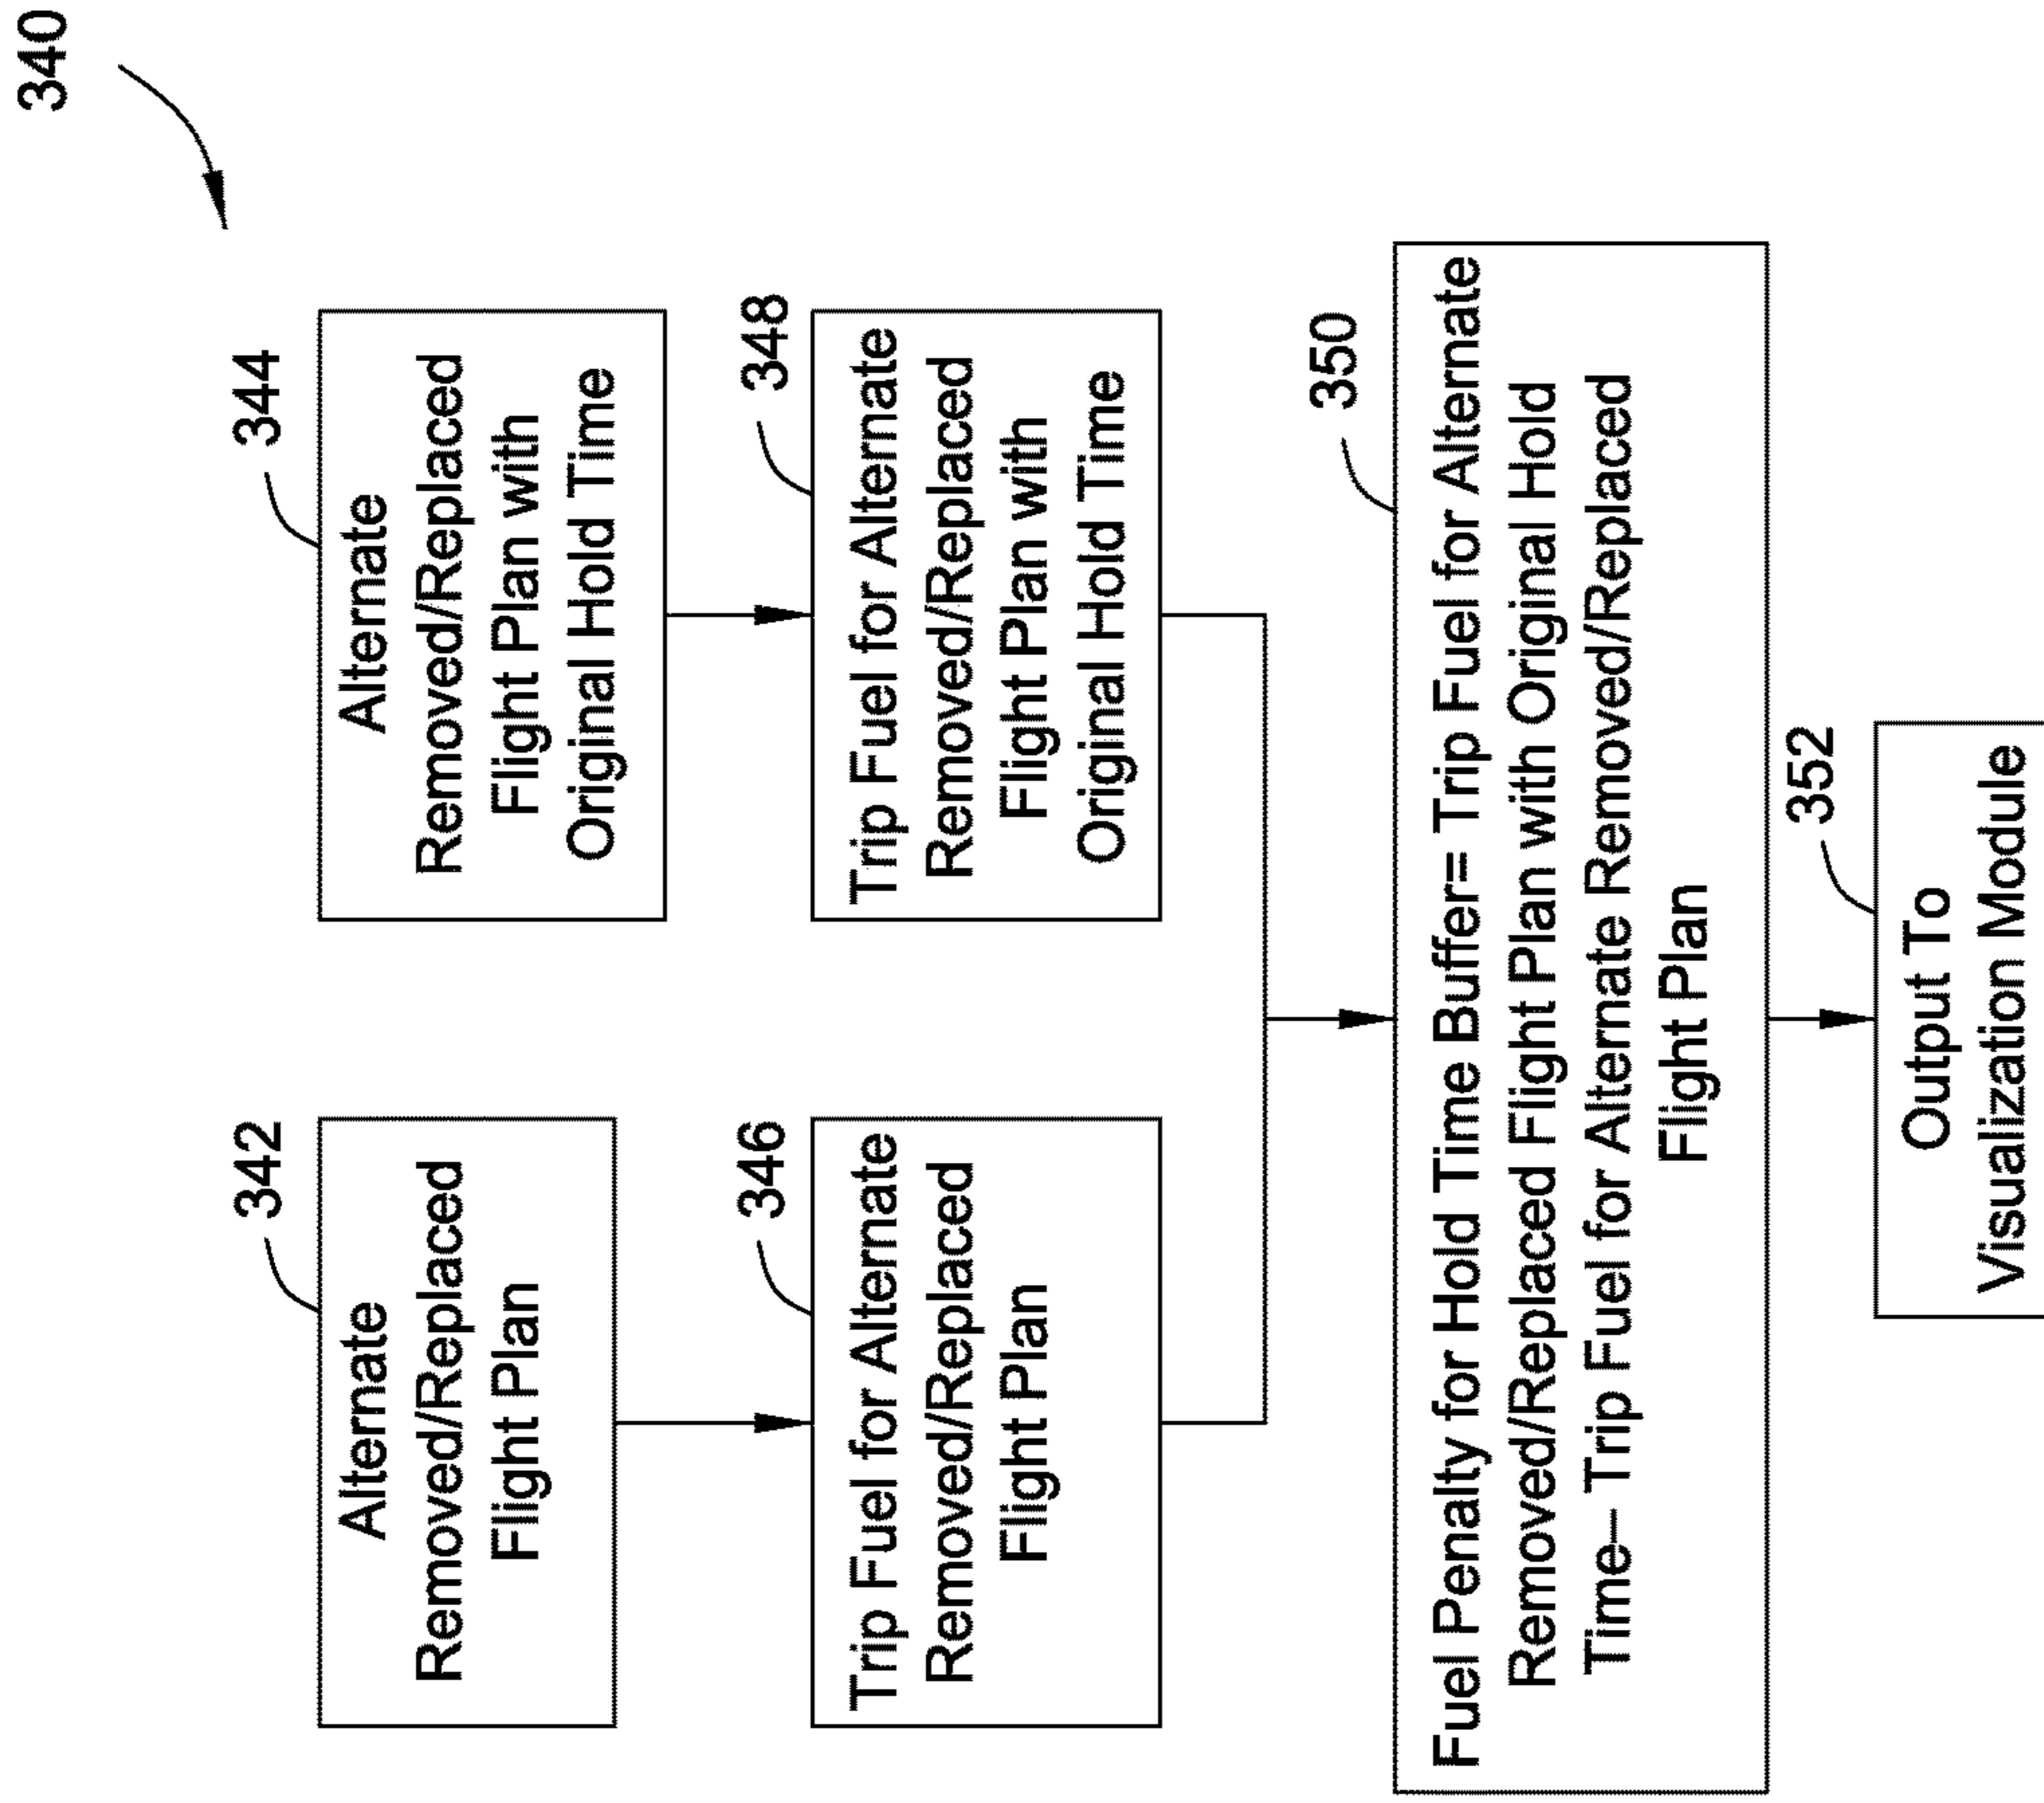 340
342
Alternate
Removed/Replaced
Flight Plan
344
Alternate
Removed/Replaced
Flight Plan with
Original Hold Time
346
Trip Fuel for Alternate
Removed/Replaced
Flight Plan
348
Trip Fuel for Alternate
Removed/Replaced
Flight Plan with
Original Hold Time
350
Fuel Penalty for Hold Time Buffer= Trip Fuel for Alternate
Removed/Replaced Flight Plan with Original Hold
Time– Trip Fuel for Alternate Removed/Replaced
Flight Plan
352
Output To
Visualization Module